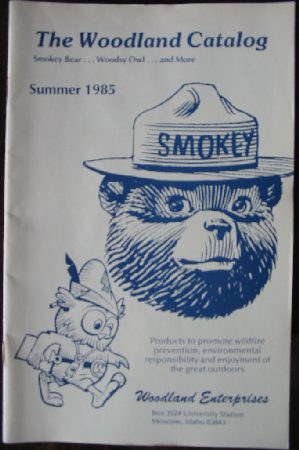 The Woodland Catalog
Smokey Bear . . . Woodsy Owl . . . and More
Summer 1985
SMOKEY
Products to promote wildfire
prevention, environmental
responsibility and enjoyment of
the great outdoors
Woodland Enterprises
Box 3524 University Station
Moscow, Idaho 83843